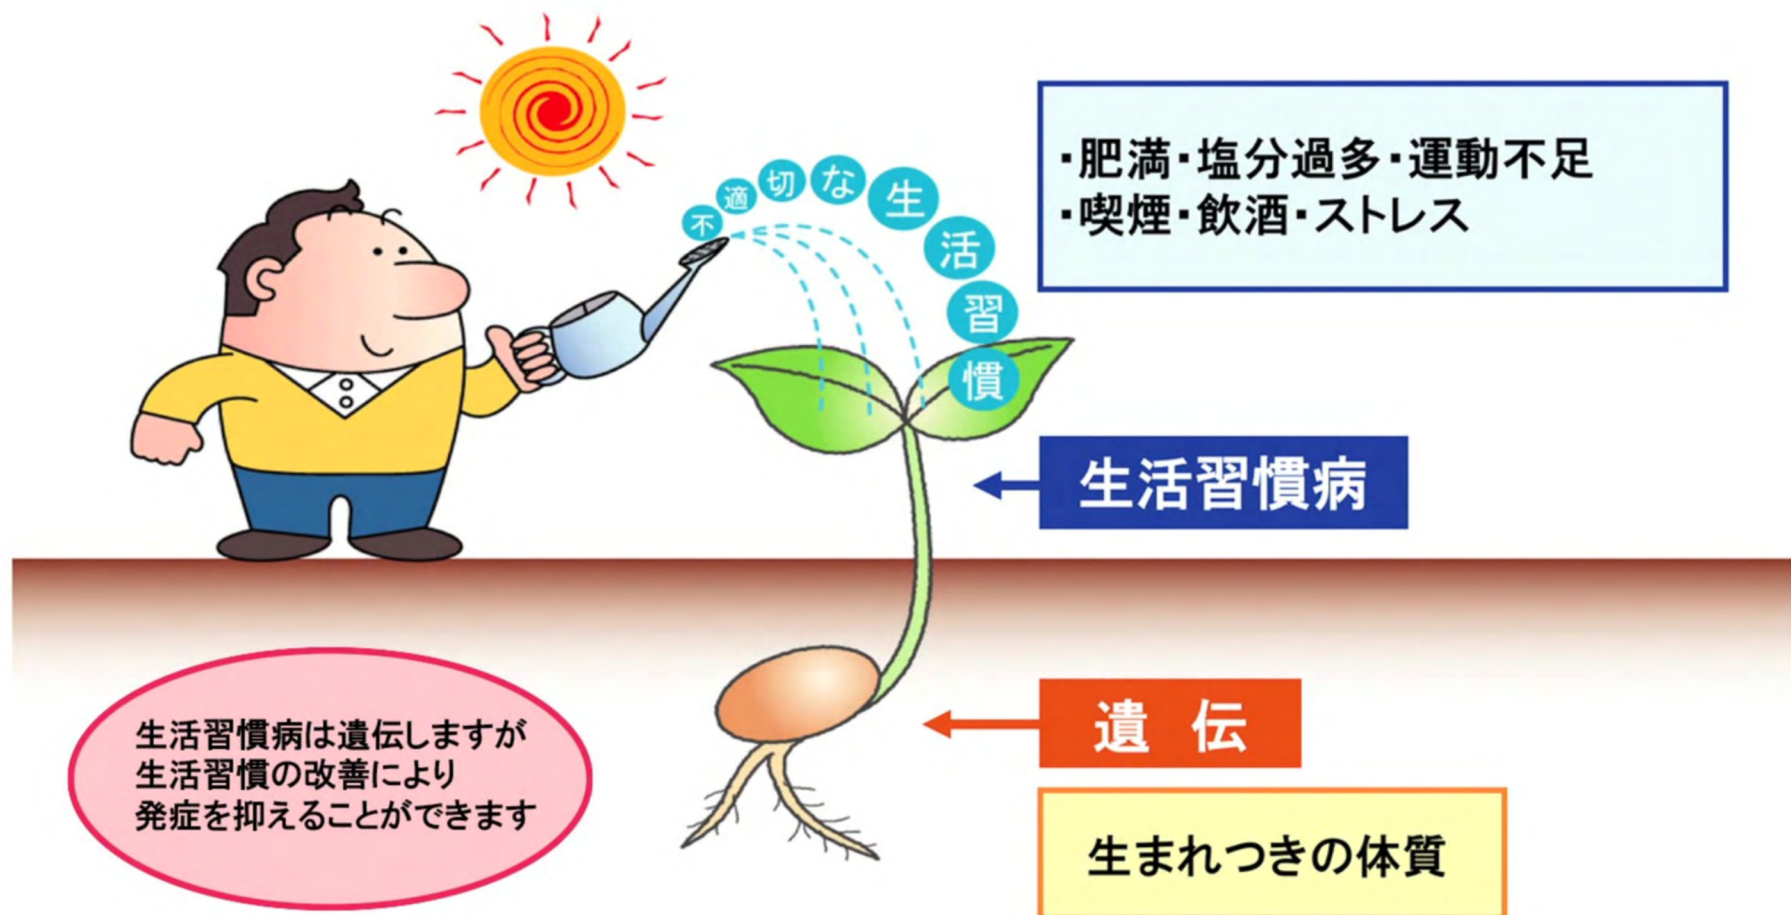 不適切な生活習慣
・肥満・塩分過多・運動不足
・喫煙・飲酒・ストレス
生活習慣病
遺 伝
生まれつきの体質
生活習慣病は遺伝しますが
生活習慣の改善により
発症を抑えることができます